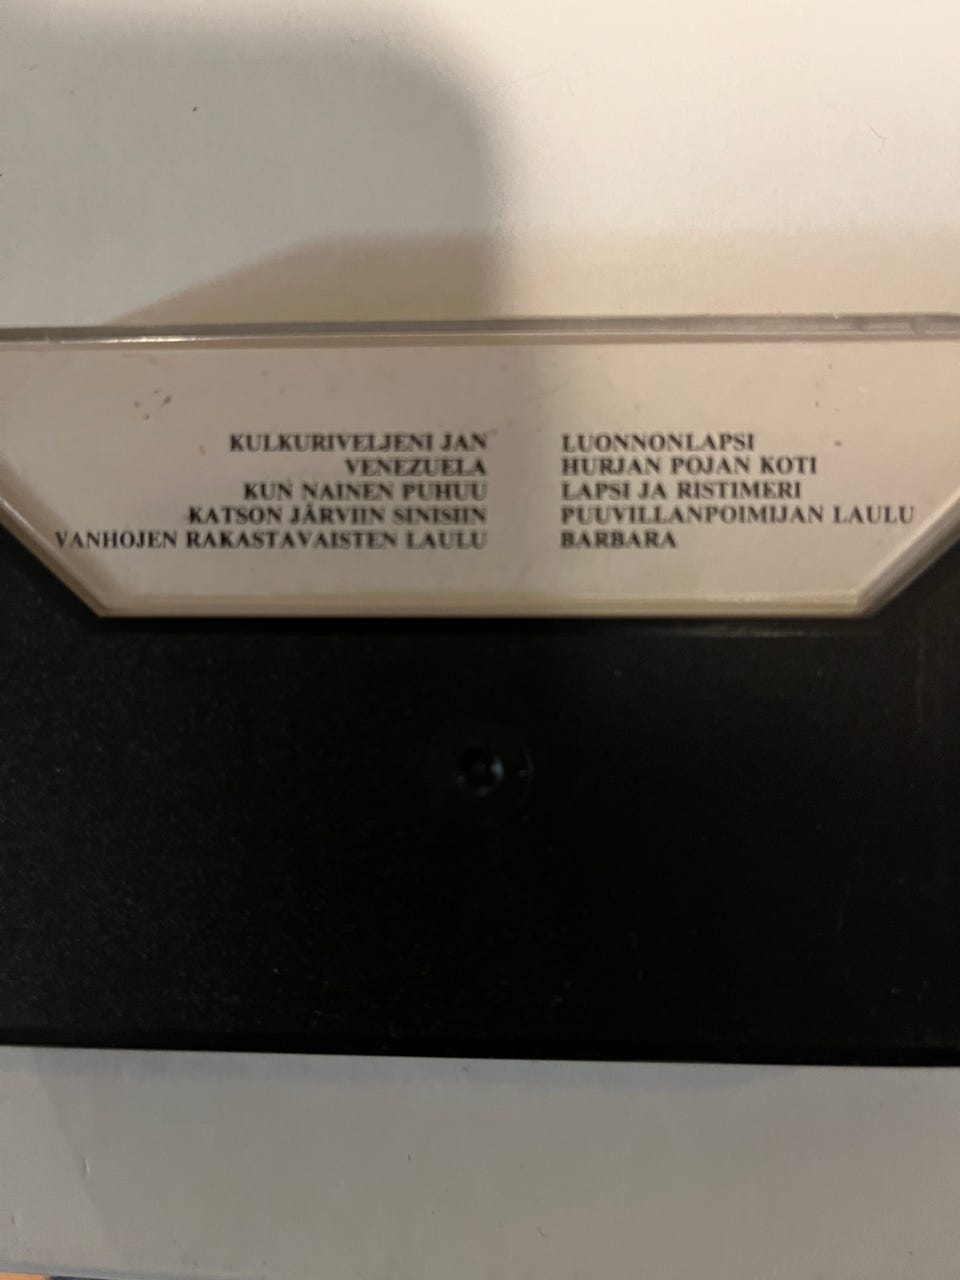 KULKURIVELJENI JAN
VENEZUELA
KUN NAINEN PUHUU
KATSON JÄRVIIN SINISIIN
VANHOJEN RAKASTAVAISTEN LAULU
LUONNONLAPSI
HURJAN POJAN KOTI
LAPSI JA RISTIMERI
PUUVILLANPOIMIJAN LAULU
BARBARA